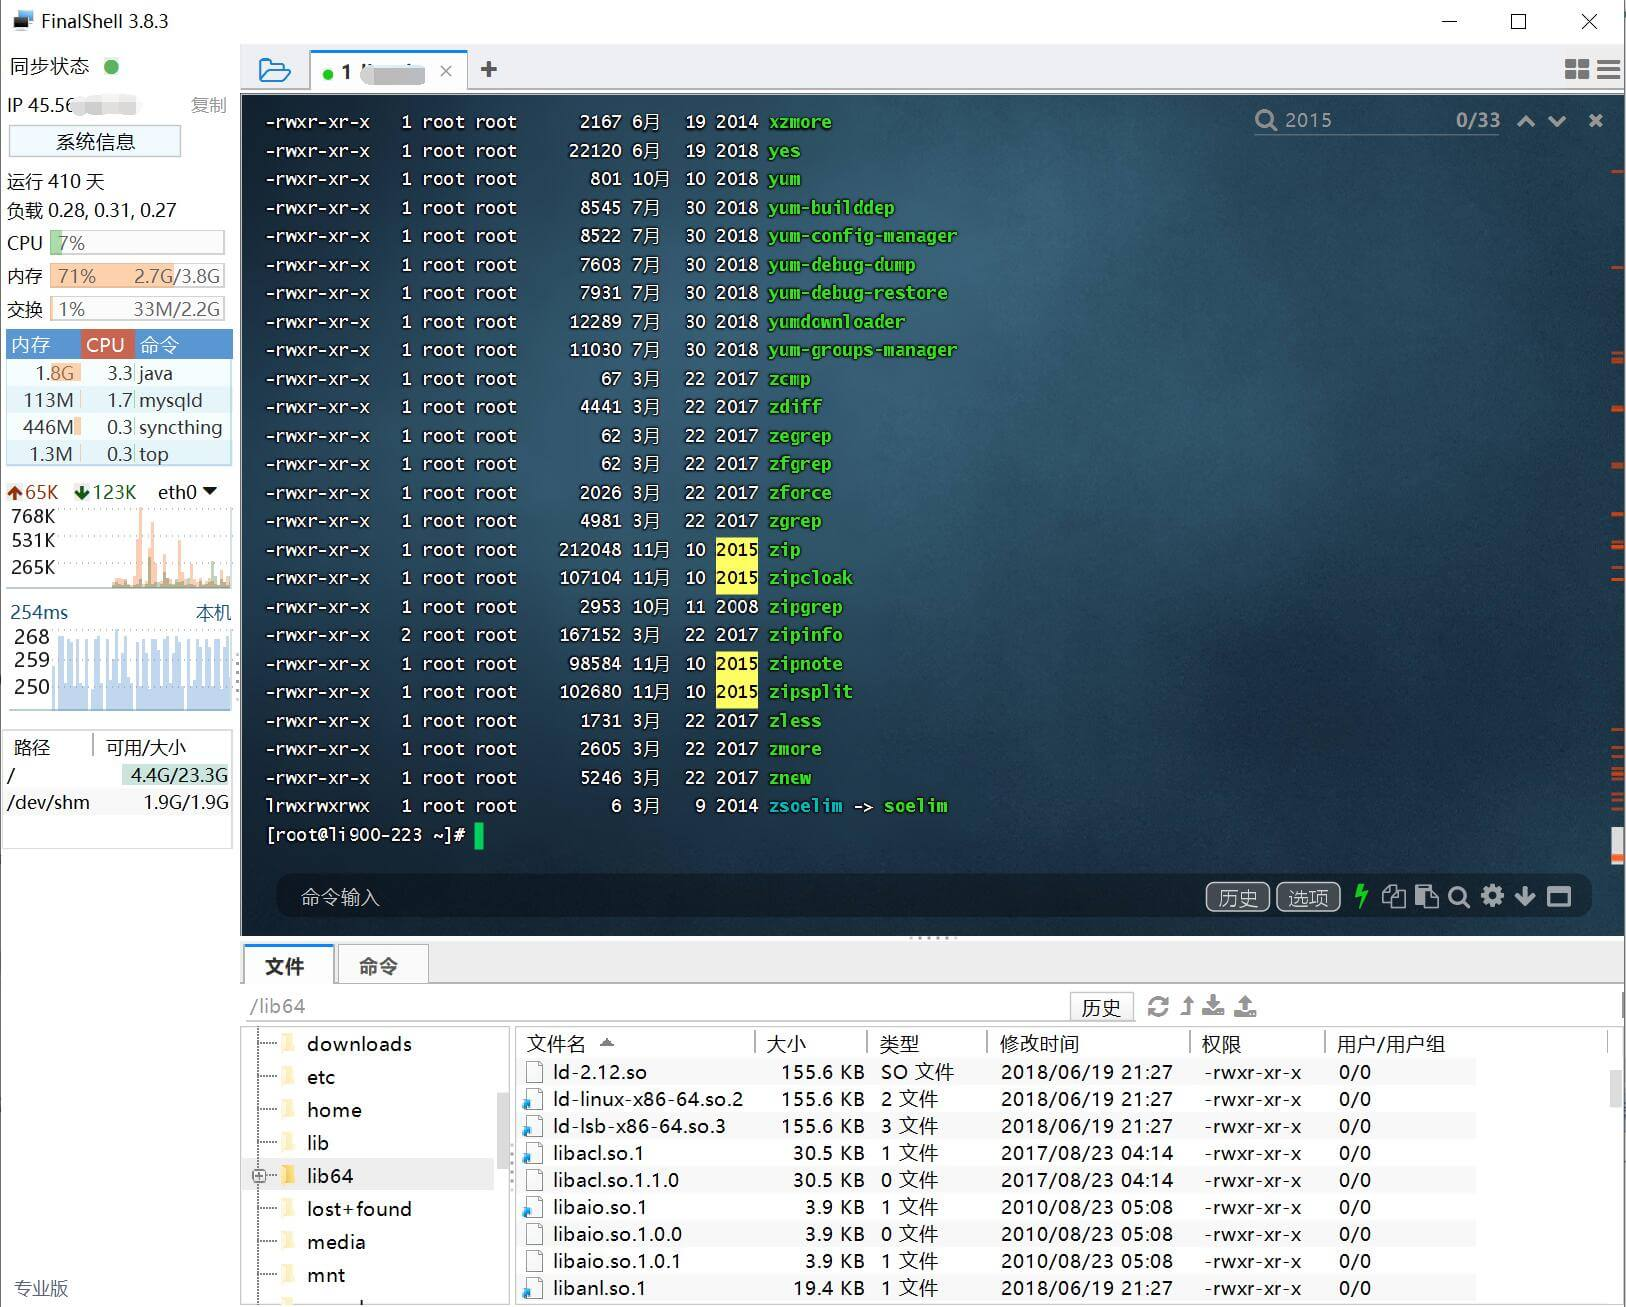 FinalShell 3.8.3
同步状态
IP 45.56
复制
系统信息
运行 410 天
负载 0.28, 0.31, 0.27
CPU 7%
内存 71% 2.7G/3.8G
交换 1% 33M/2.2G
内存 CPU 命令
1.8G 3.3 java
113M 1.7 mysqld
446M 0.3 syncthing
1.3M 0.3 top
65K 123K eth0
768K
531K
265K
254ms 本机
268
259
250
路径 可用/大小
/ 4.4G/23.3G
/dev/shm 1.9G/1.9G
专业版
1
2015 0/33
-rwxr-xr-x 1 root root 2167 6月 19 2014 xzmore
-rwxr-xr-x 1 root root 22120 6月 19 2018 yes
-rwxr-xr-x 1 root root 801 10月 10 2018 yum
-rwxr-xr-x 1 root root 8545 7月 30 2018 yum-builddep
-rwxr-xr-x 1 root root 8522 7月 30 2018 yum-config-manager
-rwxr-xr-x 1 root root 7603 7月 30 2018 yum-debug-dump
-rwxr-xr-x 1 root root 7931 7月 30 2018 yum-debug-restore
-rwxr-xr-x 1 root root 12289 7月 30 2018 yumdownloader
-rwxr-xr-x 1 root root 11030 7月 30 2018 yum-groups-manager
-rwxr-xr-x 1 root root 67 3月 22 2017 zcmp
-rwxr-xr-x 1 root root 4441 3月 22 2017 zdiff
-rwxr-xr-x 1 root root 62 3月 22 2017 zegrep
-rwxr-xr-x 1 root root 62 3月 22 2017 zfgrep
-rwxr-xr-x 1 root root 2026 3月 22 2017 zforce
-rwxr-xr-x 1 root root 4981 3月 22 2017 zgrep
-rwxr-xr-x 1 root root 212048 11月 10 2015 zip
-rwxr-xr-x 1 root root 107104 11月 10 2015 zipcloak
-rwxr-xr-x 1 root root 2953 10月 11 2008 zipgrep
-rwxr-xr-x 2 root root 167152 3月 22 2017 zipinfo
-rwxr-xr-x 1 root root 98584 11月 10 2015 zipnote
-rwxr-xr-x 1 root root 102680 11月 10 2015 zipsplit
-rwxr-xr-x 1 root root 1731 3月 22 2017 zless
-rwxr-xr-x 1 root root 2605 3月 22 2017 zmore
-rwxr-xr-x 1 root root 5246 3月 22 2017 znew
lrwxrwxrwx 1 root root 6 3月 9 2014 zsoelim -> soelim
[root@li900-223 ~]#
命令输入 历史 选项
文件 命令
/lib64 历史
downloads
etc
home
lib
lib64
lost+found
media
mnt
文件名 大小 类型 修改时间 权限 用户/用户组
ld-2.12.so 155.6 KB SO 文件 2018/06/19 21:27 -rwxr-xr-x 0/0
ld-linux-x86-64.so.2 155.6 KB 2 文件 2018/06/19 21:27 -rwxr-xr-x 0/0
ld-lsb-x86-64.so.3 155.6 KB 3 文件 2018/06/19 21:27 -rwxr-xr-x 0/0
libacl.so.1 30.5 KB 1 文件 2017/08/23 04:14 -rwxr-xr-x 0/0
libacl.so.1.1.0 30.5 KB 0 文件 2017/08/23 04:14 -rwxr-xr-x 0/0
libaio.so.1 3.9 KB 1 文件 2010/08/23 05:08 -rwxr-xr-x 0/0
libaio.so.1.0.0 3.9 KB 0 文件 2010/08/23 05:08 -rwxr-xr-x 0/0
libaio.so.1.0.1 3.9 KB 1 文件 2010/08/23 05:08 -rwxr-xr-x 0/0
libanl.so.1 19.4 KB 1 文件 2018/06/19 21:27 -rwxr-xr-x 0/0